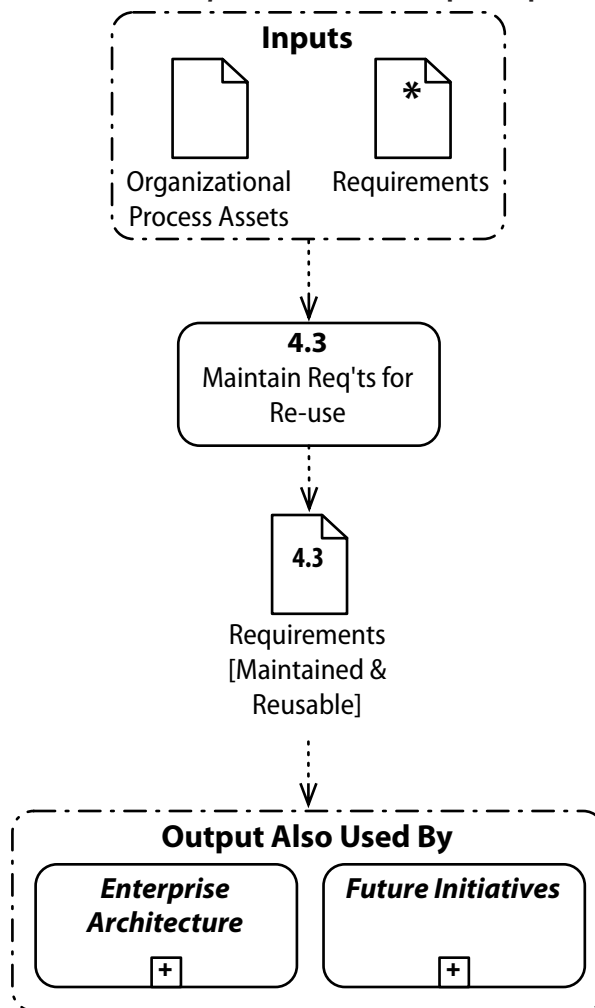 Inputs
*
Organizational
Process Assets
Requirements
4.3
Maintain Req'ts for
Re-use
4.3
Requirements
[Maintained &
Reusable]
Output Also Used By
Enterprise
Architecture
+
Future Initiatives
+